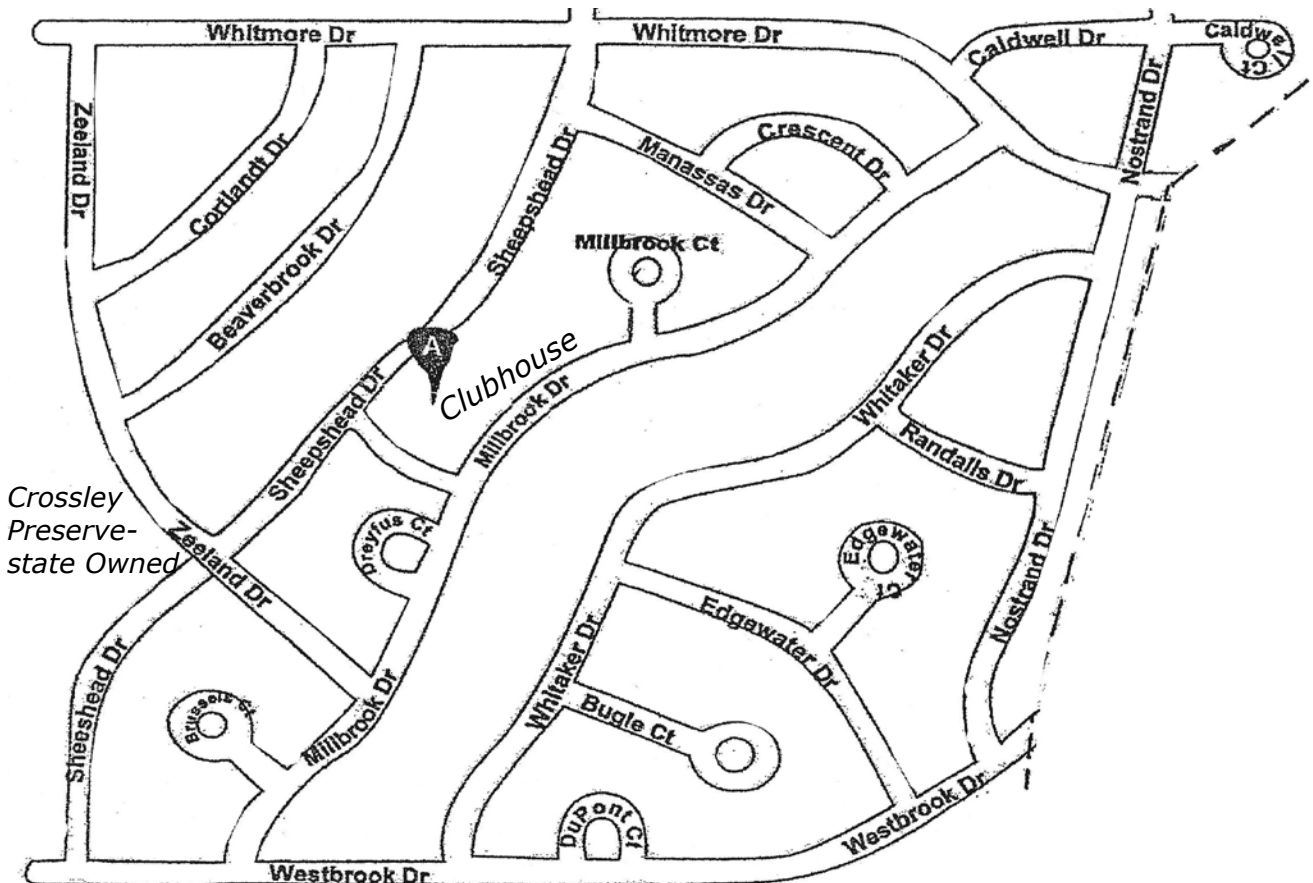 Whitmore Dr
Whitmore Dr
Caldwell Dr
Caldwell Ct
Zeeland Dr
Cortlandt Dr
Beaverbrook Dr
Sheepshead Dr
Manassas Dr
Crescent Dr
Nostrand Dr
Millbrook Ct
A
Clubhouse
Sheepshead Dr
Millbrook Dr
Whitaker Dr
Randalls Dr
Crossley
Preserve-
state Owned
Zeeland Dr
Dreyfus Ct
Edgewater Ct
Edgewater Dr
Nostrand Dr
Sheeshead Dr
Brussels Ct
Millbrook Dr
Whitaker Dr
Bugle Ct
DuPont Ct
Westbrook Dr
Westbrook Dr